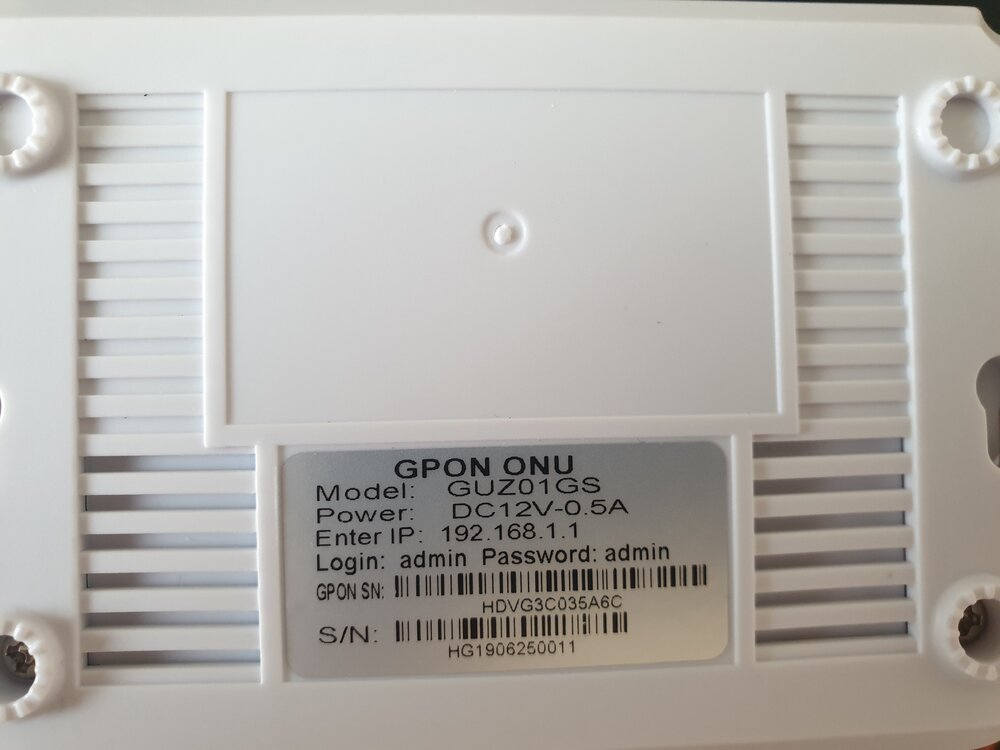 GPON ONU
Model: GUZ01GS
Power: DC12V-0.5A
Enter IP: 192.168.1.1
Login: admin Password: admin
GPON SN:
HDVG3C035A6C
S/N:
HG1906250011